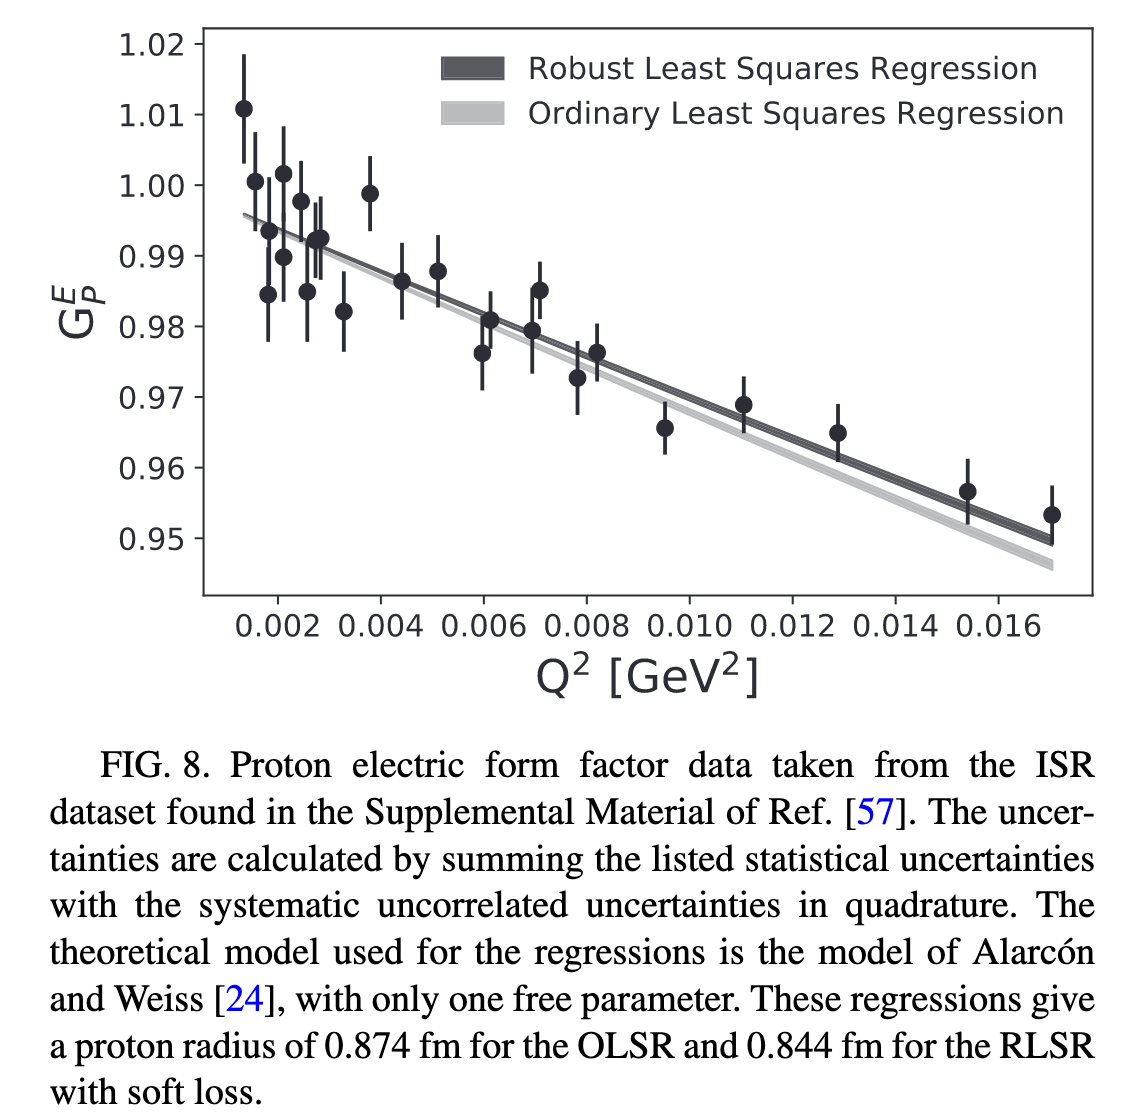 1.02
1.01
1.00
0.99
0.98
0.97
0.96
0.95
G_P^E
Robust Least Squares Regression
Ordinary Least Squares Regression
0.002 0.004 0.006 0.008 0.010 0.012 0.014 0.016
Q² [GeV²]
FIG. 8. Proton electric form factor data taken from the ISR
dataset found in the Supplemental Material of Ref. [57]. The uncer-
tainties are calculated by summing the listed statistical uncertainties
with the systematic uncorrelated uncertainties in quadrature. The
theoretical model used for the regressions is the model of Alarcón
and Weiss [24], with only one free parameter. These regressions give
a proton radius of 0.874 fm for the OLSR and 0.844 fm for the RLSR
with soft loss.